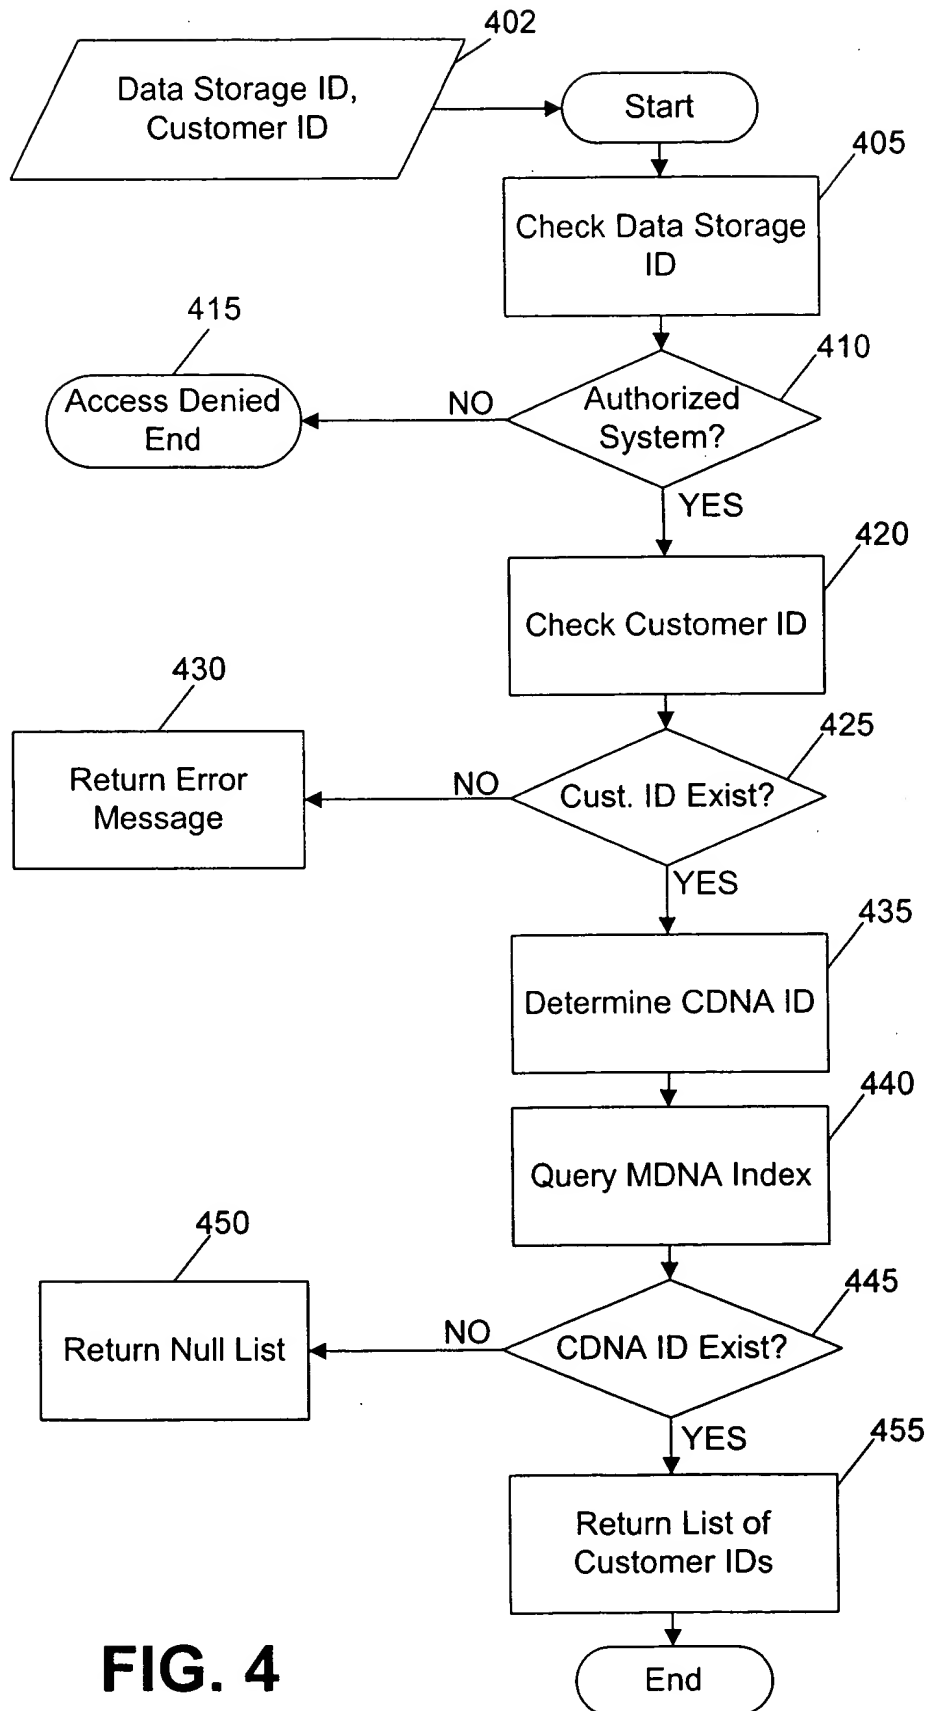 402
Data Storage ID,
Customer ID
Start
405
Check Data Storage
ID
415
Access Denied
End
NO
410
Authorized
System?
YES
420
Check Customer ID
430
Return Error
Message
NO
425
Cust. ID Exist?
YES
435
Determine CDNA ID
440
Query MDNA Index
450
Return Null List
NO
445
CDNA ID Exist?
YES
455
Return List of
Customer IDs
End
FIG. 4